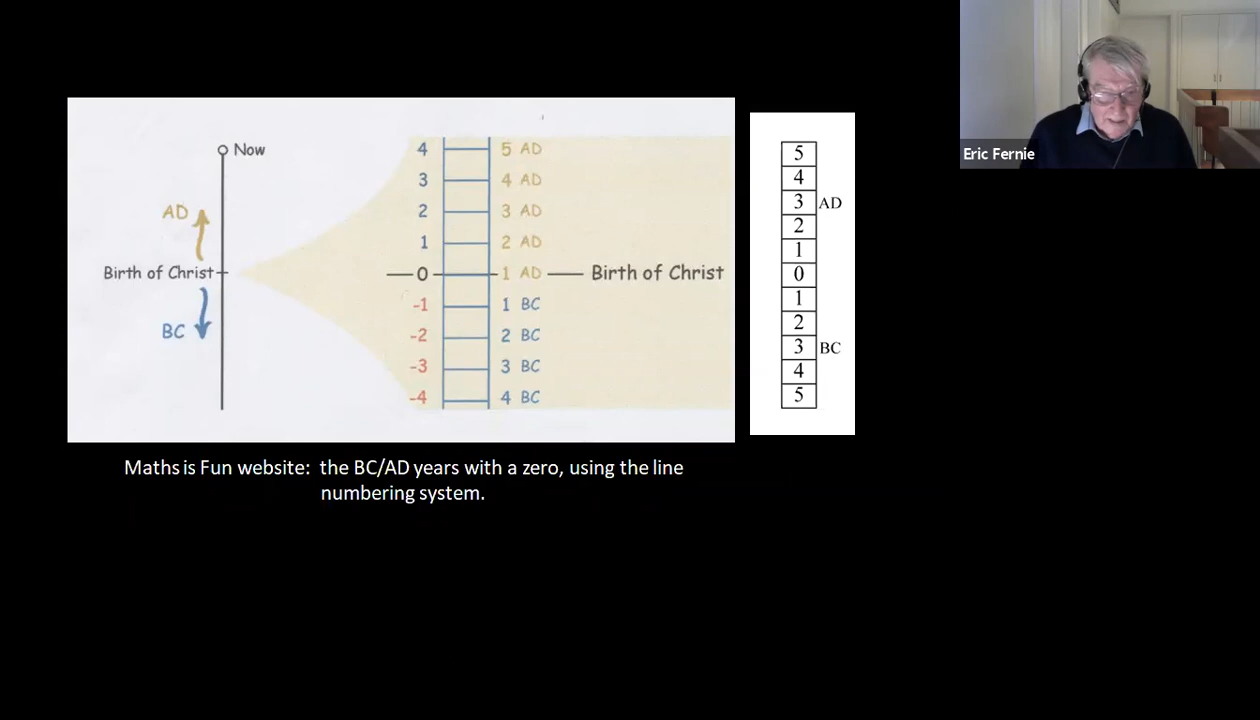 Now
AD
Birth of Christ
BC
4 5 AD
3 4 AD
2 3 AD
1 2 AD
0 1 AD Birth of Christ
-1 1 BC
-2 2 BC
-3 3 BC
-4 4 BC
5
4
3 AD
2
1
0
1
2
3 BC
4
5
Eric Fernie
Maths is Fun website: the BC/AD years with a zero, using the line
numbering system.